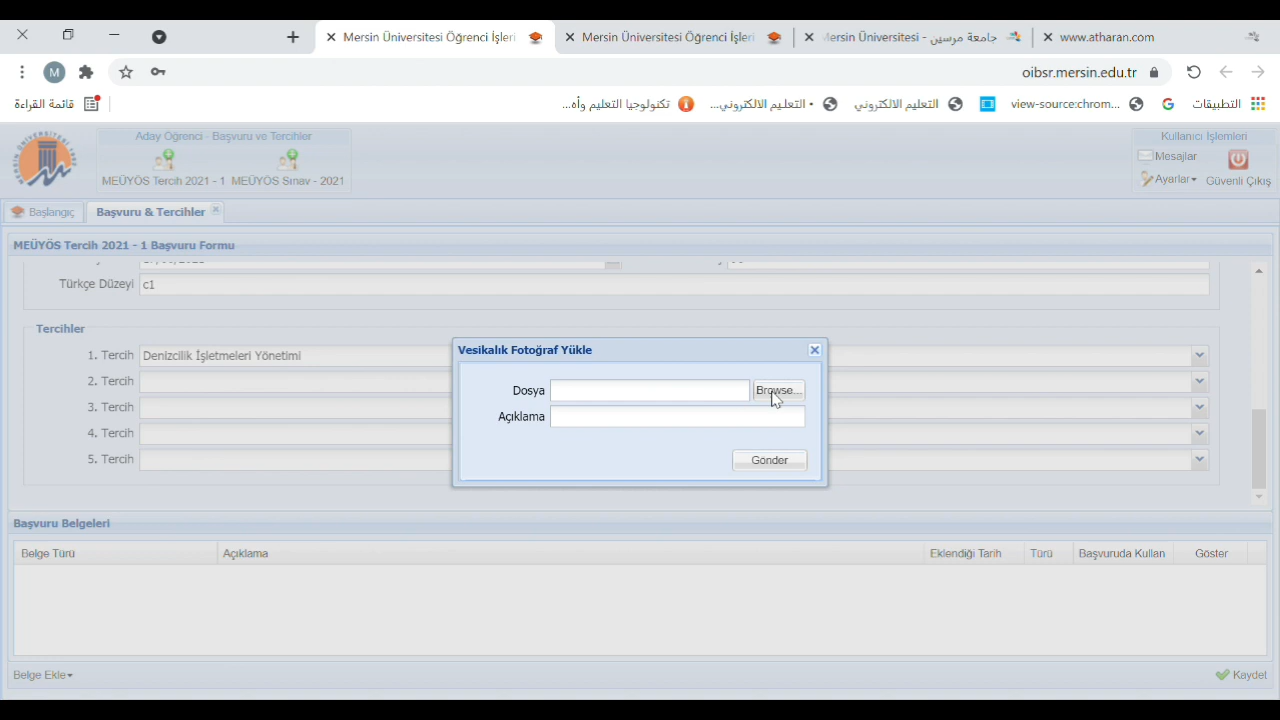 Mersin Üniversitesi Öğrenci İşleri
Mersin Üniversitesi Öğrenci İşleri
ersin Üniversitesi - جامعة مرسين
www.atharan.com
M
oibsr.mersin.edu.tr
قائمة القراءة
تكنولوجيا التعليم وأه...
التعليم الالكتروني...
التعليم الالكتروني
view-source:chrom...
G
التطبيقات
Aday Öğrenci - Başvuru ve Tercihler
MEÜYÖS Tercih 2021 - 1
MEÜYÖS Sınav - 2021
Kullanıcı İşlemleri
Mesajlar
Ayarlar
Güvenli Çıkış
Başlangıç
Başvuru & Tercihler
MEÜYÖS Tercih 2021 - 1 Başvuru Formu
Türkçe Düzeyi c1
Tercihler
1. Tercih Denizcilik İşletmeleri Yönetimi
2. Tercih
3. Tercih
4. Tercih
5. Tercih
Vesikalık Fotoğraf Yükle
Dosya
Browse...
Açıklama
Gönder
Başvuru Belgeleri
Belge Türü
Açıklama
Eklendiği Tarih
Türü
Başvuruda Kullan
Göster
Belge Ekle
Kaydet